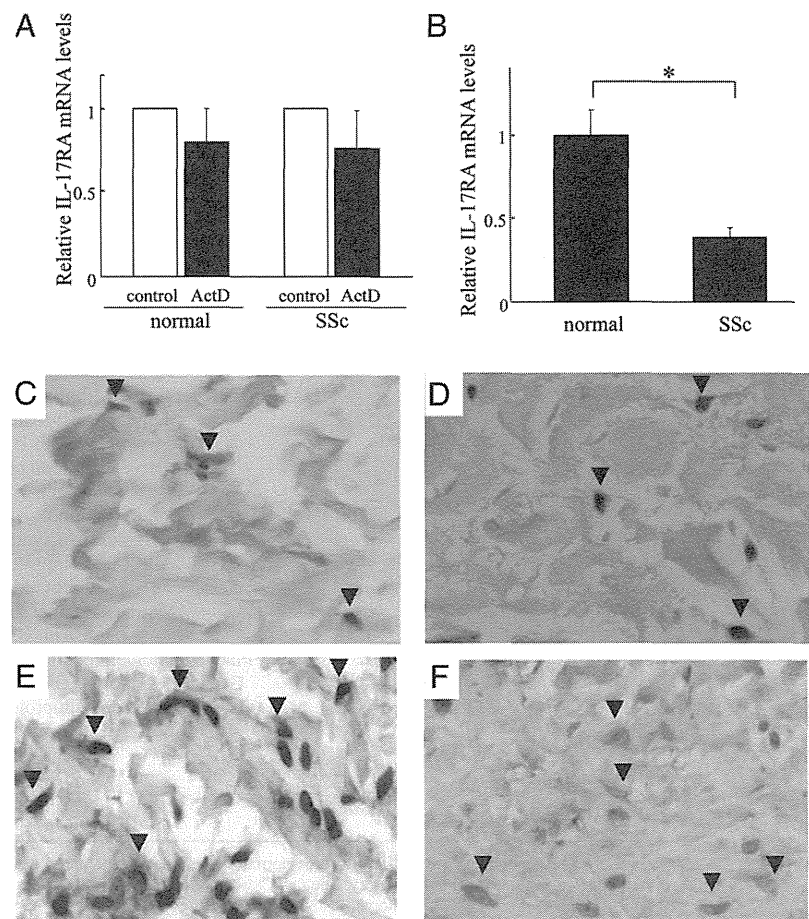 A
Relative IL-17RA mRNA levels
1
0.5
0
control ActD control ActD
normal SSc
B
*
Relative IL-17RA mRNA levels
1
0.5
0
normal SSc
C
D
E
F